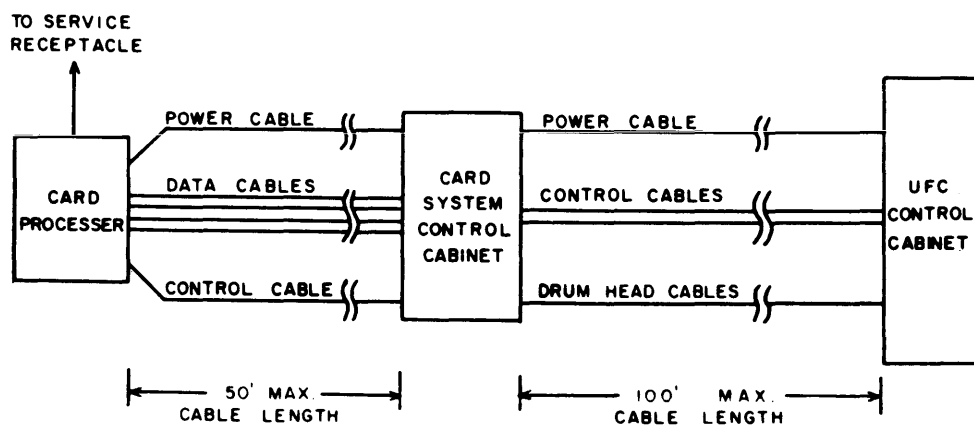 TO SERVICE
RECEPTACLE
POWER CABLE
POWER CABLE
CARD
PROCESSER
DATA CABLES
CARD
SYSTEM
CONTROL
CABINET
CONTROL CABLES
UFC
CONTROL
CABINET
CONTROL CABLE
DRUM HEAD CABLES
50' MAX.
CABLE LENGTH
100' MAX.
CABLE LENGTH